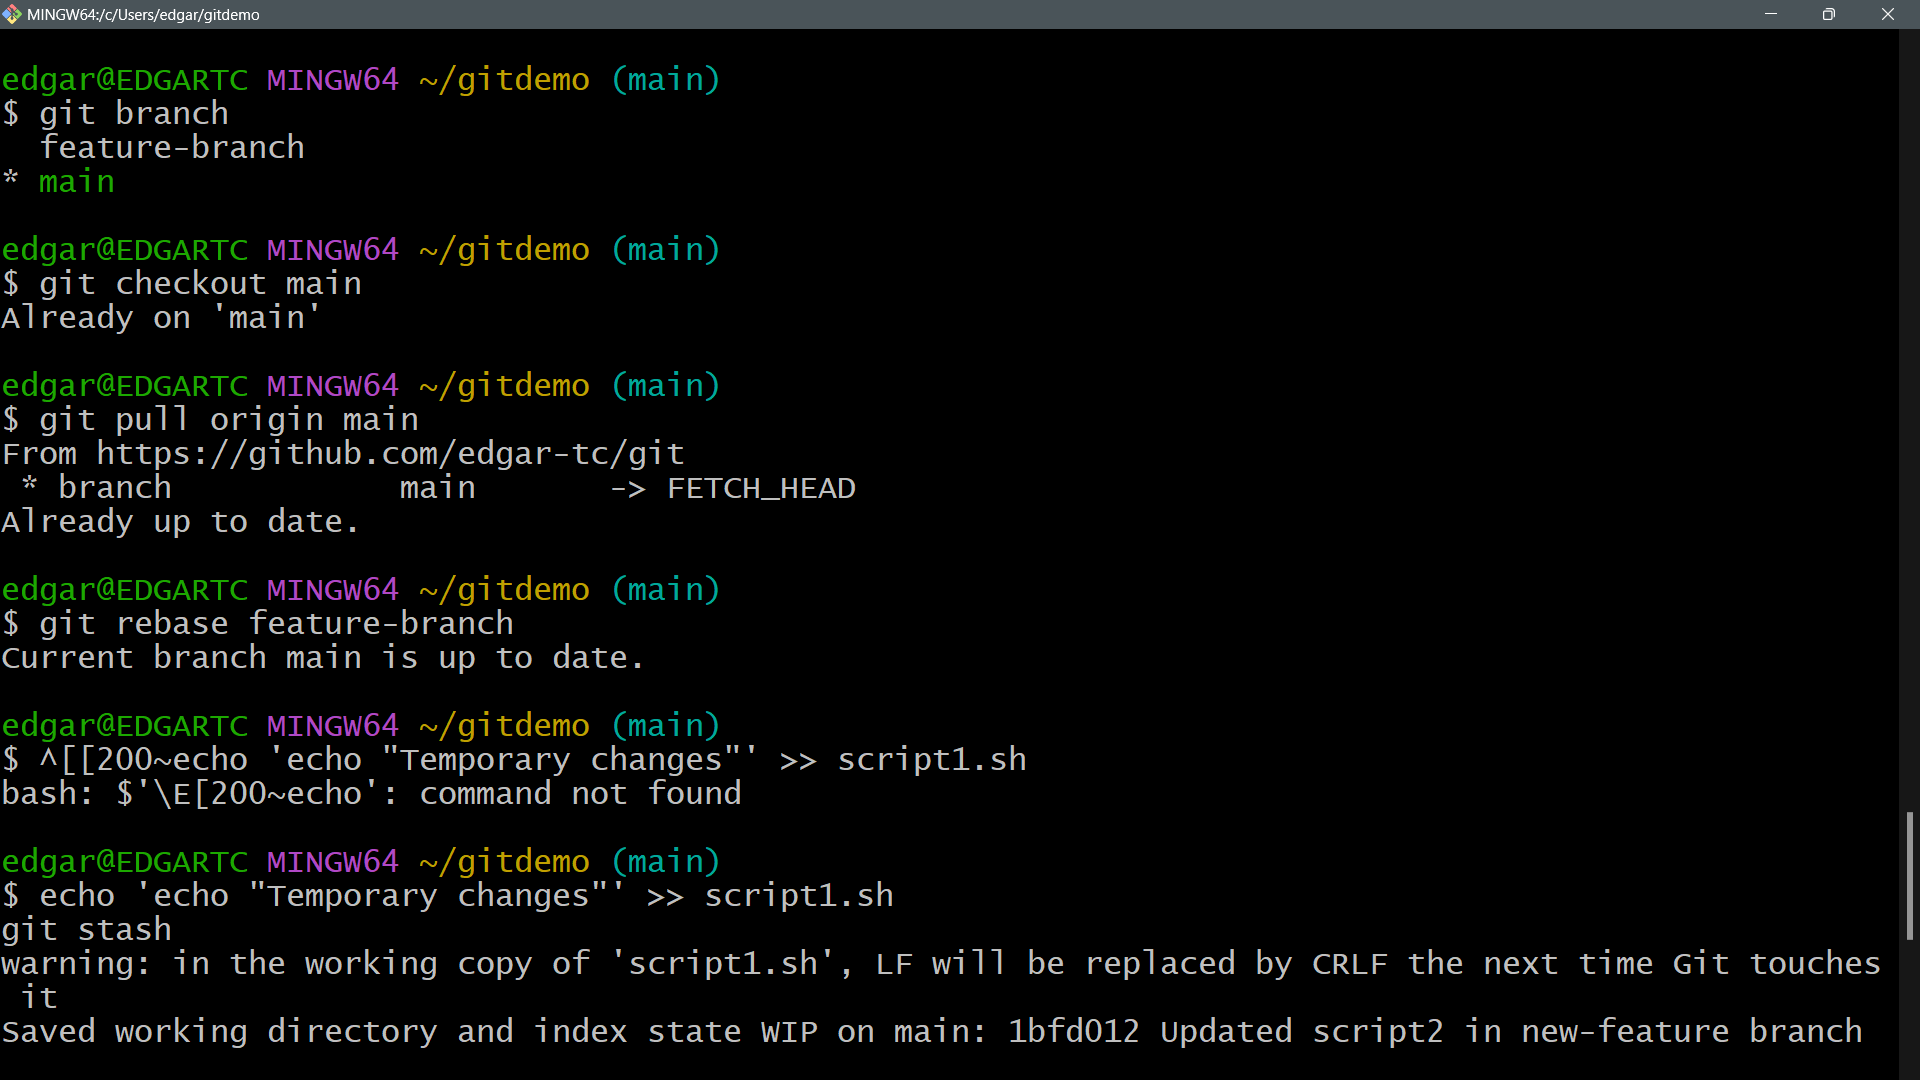 MINGW64:/c/Users/edgar/gitdemo
edgar@EDGARTC MINGW64 ~/gitdemo (main)
$ git branch
  feature-branch
* main
edgar@EDGARTC MINGW64 ~/gitdemo (main)
$ git checkout main
Already on 'main'
edgar@EDGARTC MINGW64 ~/gitdemo (main)
$ git pull origin main
From https://github.com/edgar-tc/git
 * branch            main       -> FETCH_HEAD
Already up to date.
edgar@EDGARTC MINGW64 ~/gitdemo (main)
$ git rebase feature-branch
Current branch main is up to date.
edgar@EDGARTC MINGW64 ~/gitdemo (main)
$ ^[[200~echo 'echo "Temporary changes"' >> script1.sh
bash: $'\E[200~echo': command not found
edgar@EDGARTC MINGW64 ~/gitdemo (main)
$ echo 'echo "Temporary changes"' >> script1.sh
git stash
warning: in the working copy of 'script1.sh', LF will be replaced by CRLF the next time Git touches
 it
Saved working directory and index state WIP on main: 1bfd012 Updated script2 in new-feature branch